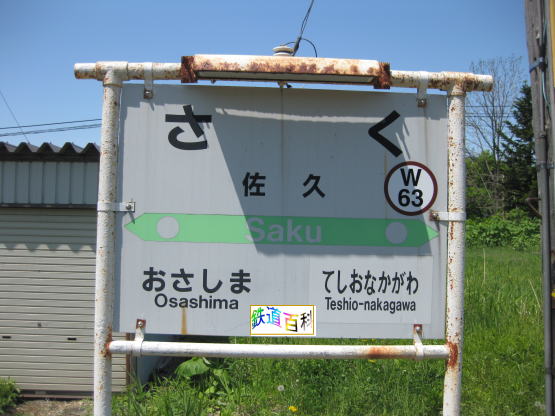 さく
佐久
W
63
Saku
おさしま
Osashima
てしおなかがわ
Teshio-nakagawa
鉄道百科